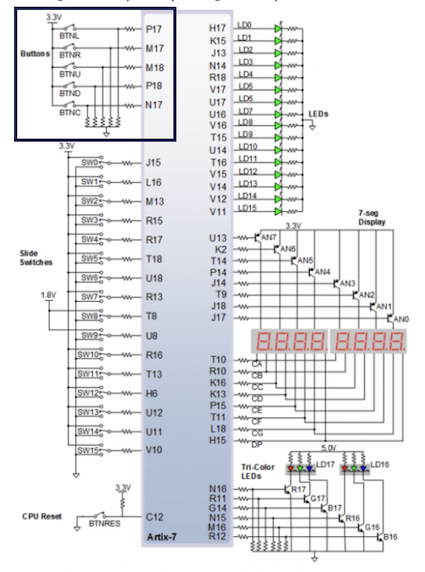 3.3V
BTNL
BTNR
BTNU
BTND
BTNC
Buttons
P17
M17
M18
P18
N17
3.3V
SW0
SW1
SW2
SW3
SW4
SW5
SW6
SW7
SW8
SW9
SW10
SW11
SW12
SW13
SW14
SW15
Slide
Switches
1.8V
J15
L16
M13
R15
R17
T18
U18
R13
T8
U8
R16
T13
H6
U12
U11
V10
3.3V
CPU Reset
BTNRES
C12
Artix-7
H17
K15
J13
N14
R18
V17
U17
U16
V16
T15
U14
T16
V15
V14
V12
V11
LD0
LD1
LD2
LD3
LD4
LD5
LD6
LD7
LD8
LD9
LD10
LD11
LD12
LD13
LD14
LD15
LEDs
7-seg
Display
3.3V
U13
K2
T14
P14
J14
T9
J18
J17
AN7
AN6
AN5
AN4
AN3
AN2
AN1
AN0
T10
R10
K16
K13
P15
T11
L18
H15
CA
CB
CC
CD
CE
CF
CG
DP
5.0V
Tri-Color
LEDs
LD17
LD16
N16
R11
G14
N15
M16
R12
R17
G17
B17
R16
G16
B16